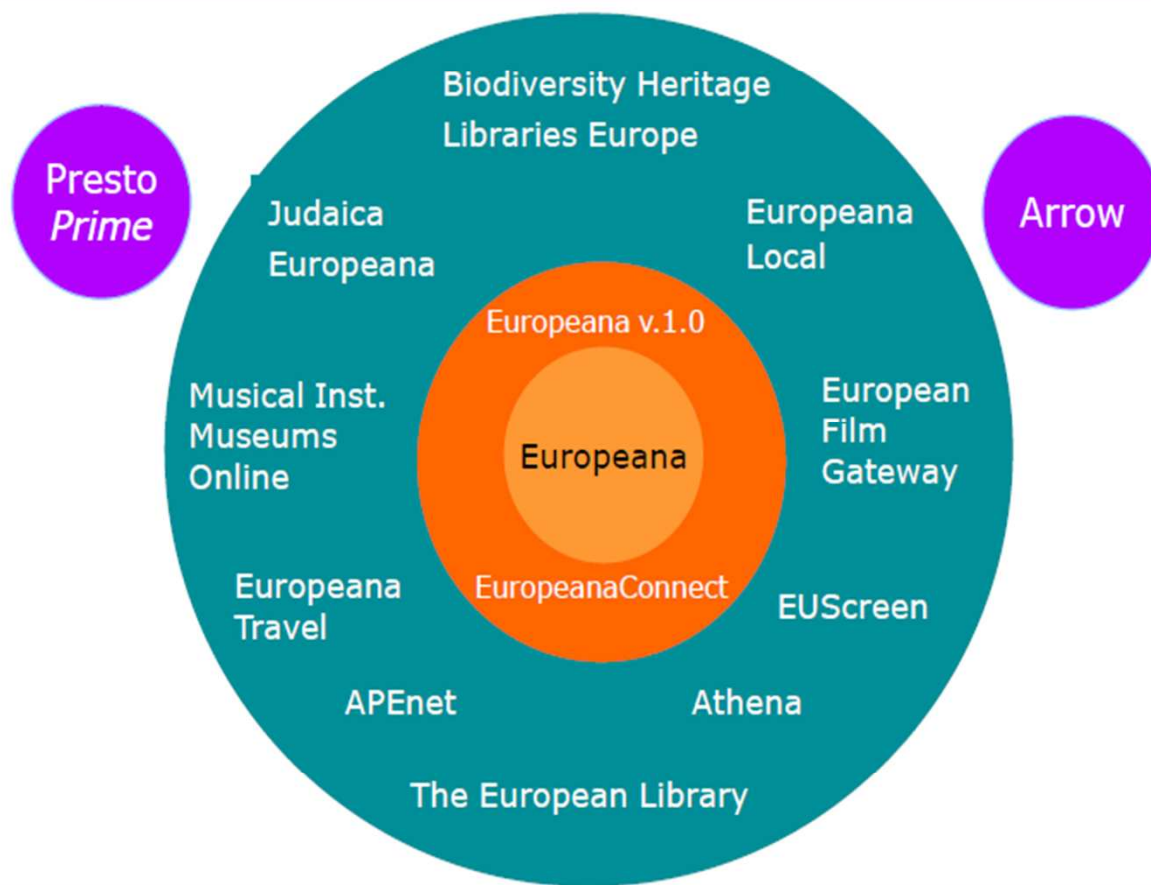 Biodiversity Heritage
Libraries Europe
Presto
Prime
Arrow
Judaica
Europeana
Europeana
Local
Europeana v.1.0
Musical Inst.
Museums
Online
Europeana
European
Film
Gateway
Europeana
Travel
EuropeanaConnect
EUScreen
APEnet
Athena
The European Library